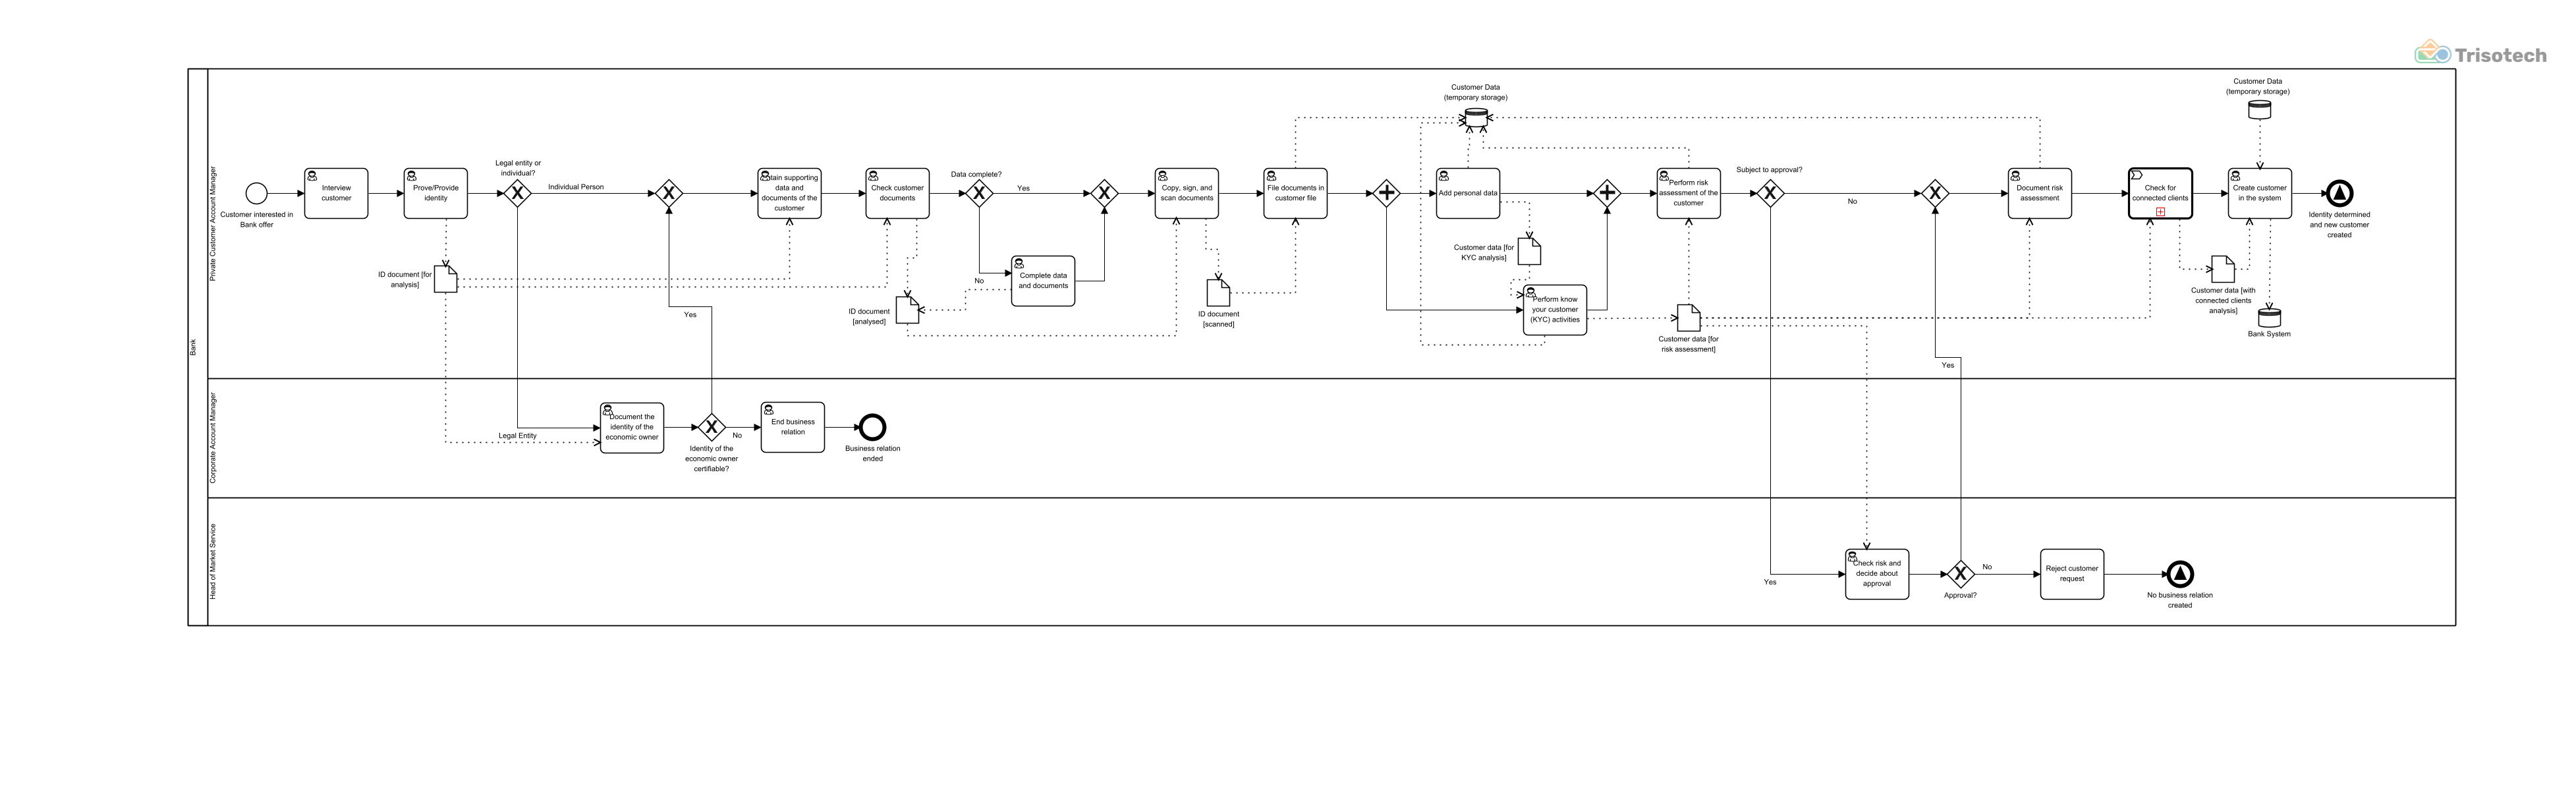 Trisotech
Bank
Private Customer Account Manager
Customer interested in
Bank offer
Interview
customer
Prove/Provide
identity
Legal entity or
individual?
Individual Person
ID document [for
analysis]
Yes
tain supporting
data and
documents of the
customer
Check customer
documents
Data complete?
Yes
No
Complete data
and documents
ID document
[analysed]
Copy, sign, and
scan documents
ID document
[scanned]
File documents in
customer file
Customer Data
(temporary storage)
Add personal data
Customer data [for
KYC analysis]
Perform know
your customer
(KYC) activities
Perform risk
assessment of the
customer
Customer data [for
risk assessment]
Subject to approval?
No
Yes
Document risk
assessment
Check for
connected clients
Customer Data
(temporary storage)
Create customer
in the system
Customer data [with
connected clients
analysis]
Bank System
Identity determined
and new customer
created
Corporate Account Manager
Legal Entity
Document the
identity of the
economic owner
Identity of the
economic owner
certifiable?
No
End business
relation
Business relation
ended
Head of Market Service
Yes
Check risk and
decide about
approval
Approval?
No
Reject customer
request
No business relation
created